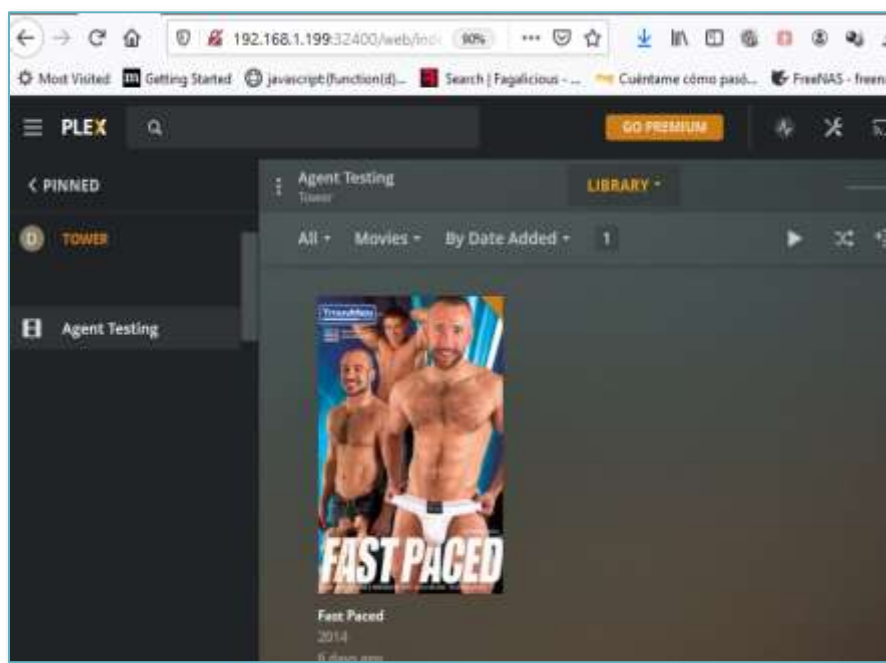 192.168.1.199:32400/web/ind 90%
Most Visited Getting Started javascript:(function(d)... Search | Fagalicious - ... Cuéntame cómo pasó... FreeNAS - freen
PLEX GO PREMIUM
< PINNED
Agent Testing
Tower
LIBRARY
D TOWER
All Movies By Date Added 1
Agent Testing
TitanMen
FAST PACED
Fast Paced
2014
6 days ago